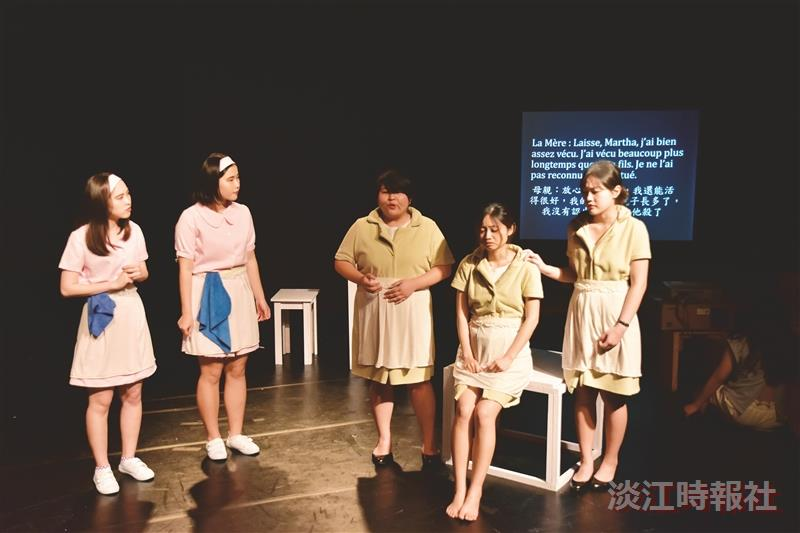 La Mère : Laisse, Martha, j'ai bien
assez vécu. J'ai vécu beaucoup plus
longtemps que fils. Je ne l'ai
pas reconnu tué.
母親：放心 我還能活
得很好，我 子長多了，
我沒有認 他殺了
淡江時報社